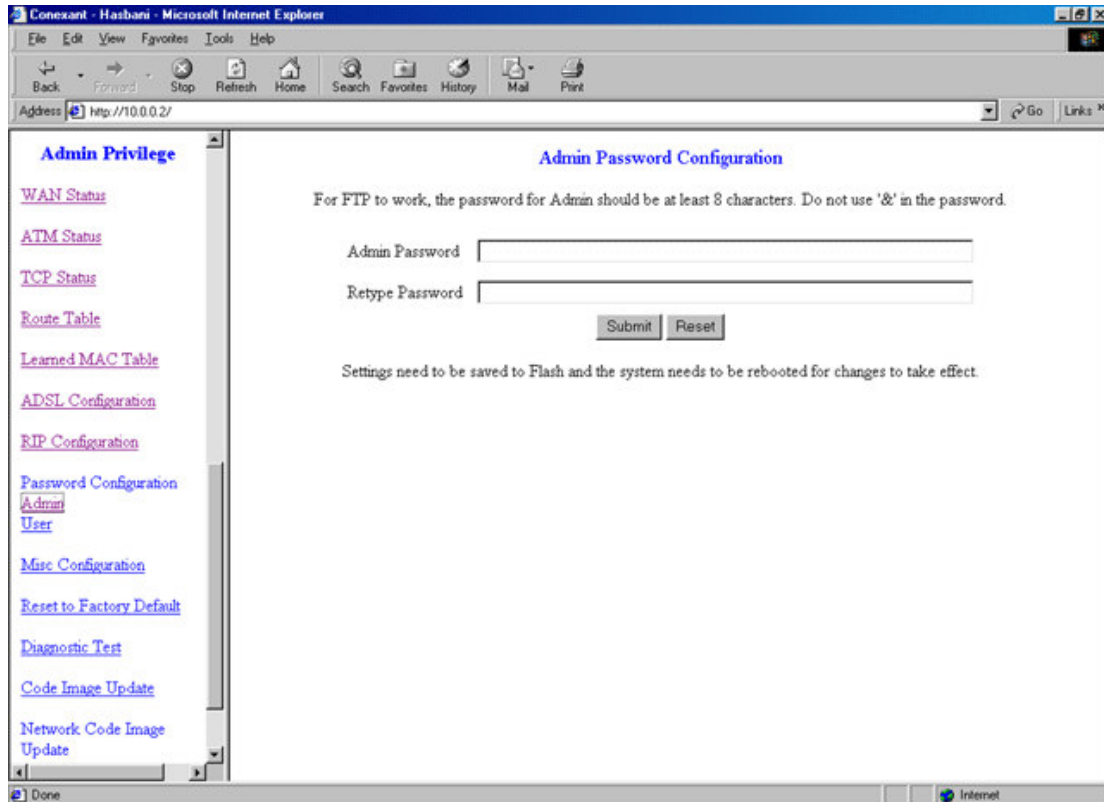 Conexant - Hasbani - Microsoft Internet Explorer
File Edit View Favorites Tools Help
Back Forward Stop Refresh Home Search Favorites History Mail Print
Address http://10.0.0.2/ Go Links »
Admin Privilege
WAN Status
ATM Status
TCP Status
Route Table
Learned MAC Table
ADSL Configuration
RIP Configuration
Password Configuration
Admin
User
Misc Configuration
Reset to Factory Default
Diagnostic Test
Code Image Update
Network Code Image
Update
Admin Password Configuration
For FTP to work, the password for Admin should be at least 8 characters. Do not use '&' in the password.
Admin Password
Retype Password
Submit Reset
Settings need to be saved to Flash and the system needs to be rebooted for changes to take effect.
Done Internet